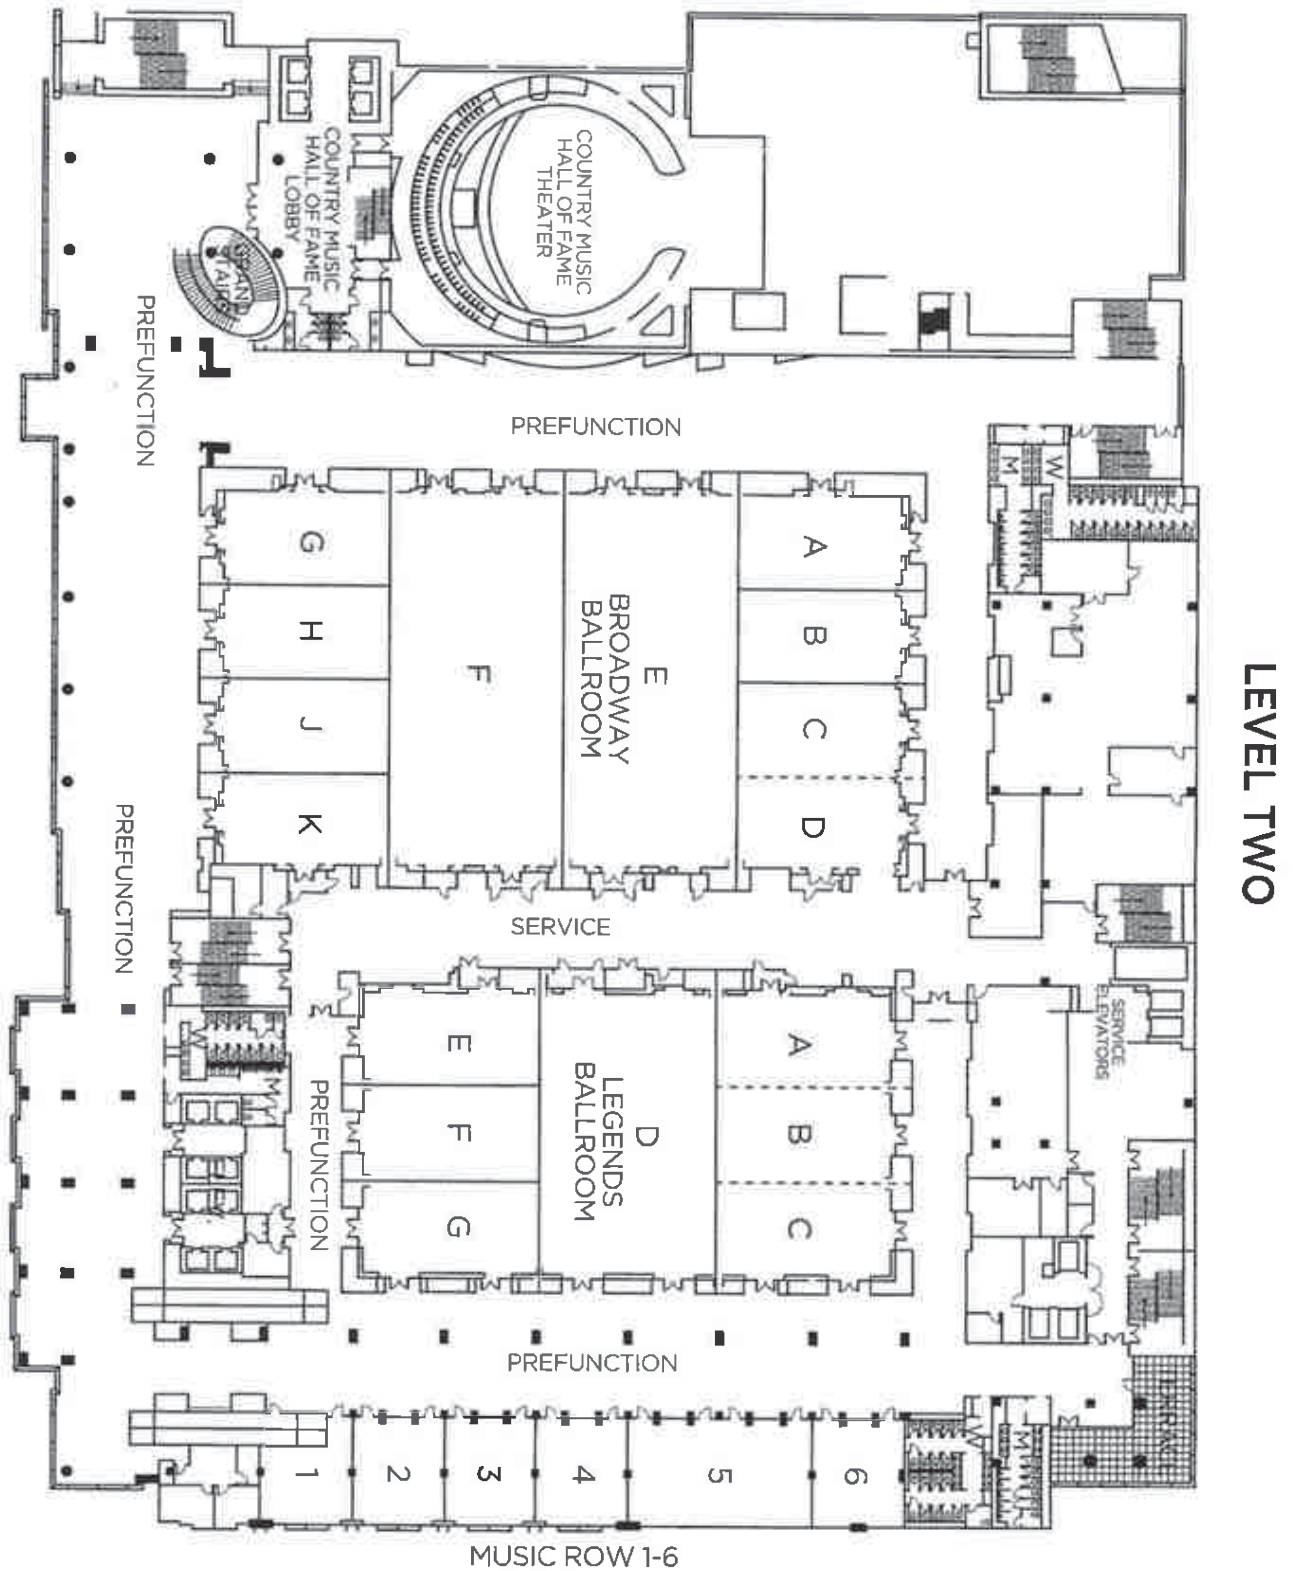 LEVEL TWO
COUNTRY MUSIC
HALL OF FAME
LOBBY
COUNTRY MUSIC
HALL OF FAME
THEATER
GRAND
STAIRS
PREFUNCTION
PREFUNCTION
M
W
G
H
J
K
F
E
BROADWAY
BALLROOM
A
B
C
D
PREFUNCTION
SERVICE
SERVICE
ELEVATORS
W
M
PREFUNCTION
E
F
G
D
LEGENDS
BALLROOM
A
B
C
PREFUNCTION
TERRACE
1
2
3
4
5
6
W
M
MUSIC ROW 1-6